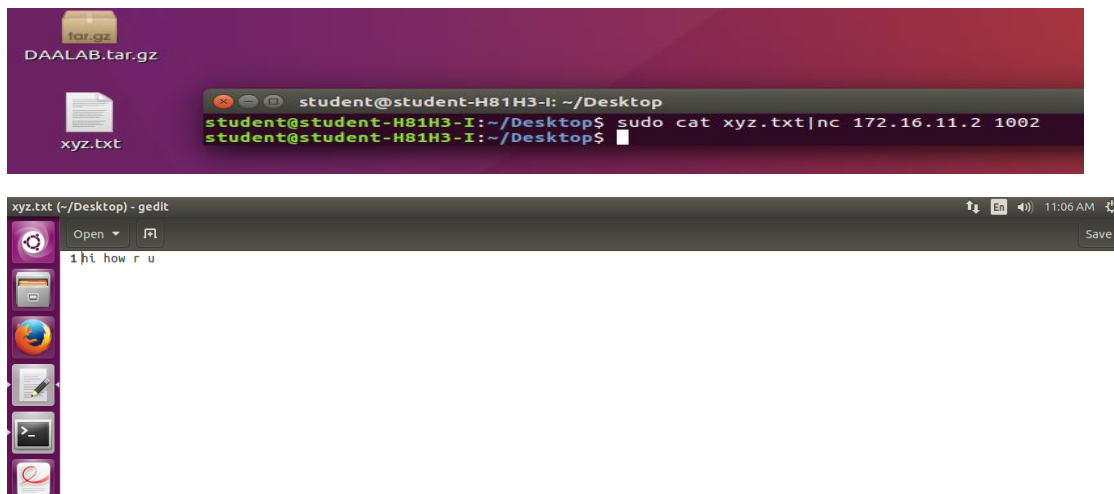 tar.gz
DAALAB.tar.gz
xyz.txt
student@student-H81H3-I: ~/Desktop
student@student-H81H3-I:~/Desktop$ sudo cat xyz.txt|nc 172.16.11.2 1002
student@student-H81H3-I:~/Desktop$
xyz.txt (~/Desktop) - gedit
En
11:06 AM
Open
Save
1 hi how r u
>_